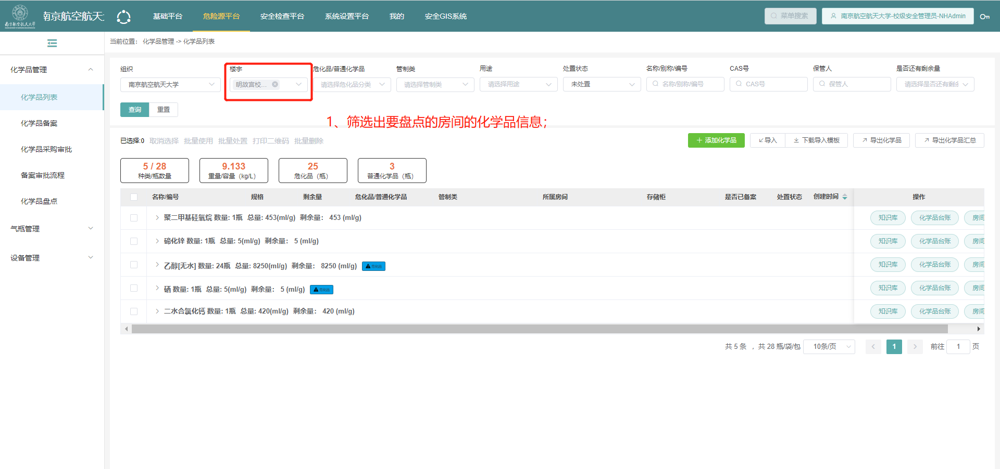 南京航空航天大学
南京航空航天大
基础平台
危险源平台
安全检查平台
系统设置平台
我的
安全GIS系统
菜单搜索
南京航空航天大学-校级安全管理员-NHAdmin
当前位置： 化学品管理 -> 化学品列表
化学品管理
化学品列表
化学品备案
化学品采购审批
备案审批流程
化学品盘点
气瓶管理
设备管理
组织
楼宇
危化品/普通化学品
管制类
用途
处置状态
名称/别称/编号
CAS号
保管人
是否还有剩余量
南京航空航天大学
明故宫校...
请选择危化品分类
请选择管制类
请选择用途
未处置
名称/别称/编号
CAS号
保管人
请选择是否还有剩余
查询
重置
1、筛选出要盘点的房间的化学品信息；
已选择:0 取消选择 批量使用 批量处置 打印二维码 批量删除
添加化学品
导入
下载导入模板
导出化学品
导出化学品汇总
5 / 28
种类/瓶数量
9.133
重量/容量（kg/L）
25
危化品（瓶）
3
普通化学品（瓶）
名称/编号 规格 剩余量 危化品/普通化学品 管制类 所属房间 存储柜 是否已备案 处置状态 创建时间 操作
聚二甲基硅氧烷 数量: 1瓶 总量: 453(ml/g) 剩余量： 453 (ml/g) 知识库 化学品台账 房间
碲化锌 数量: 1瓶 总量: 5(ml/g) 剩余量： 5 (ml/g) 知识库 化学品台账 房间
乙醇[无水] 数量: 24瓶 总量: 8250(ml/g) 剩余量： 8250 (ml/g) 危化品 知识库 化学品台账 房间
硒 数量: 1瓶 总量: 5(ml/g) 剩余量： 5 (ml/g) 危化品 知识库 化学品台账 房间
二水合氯化钙 数量: 1瓶 总量: 420(ml/g) 剩余量： 420 (ml/g) 知识库 化学品台账 房间
共 5 条 ，共 28 瓶/袋/包 10条/页 1 前往 1 页